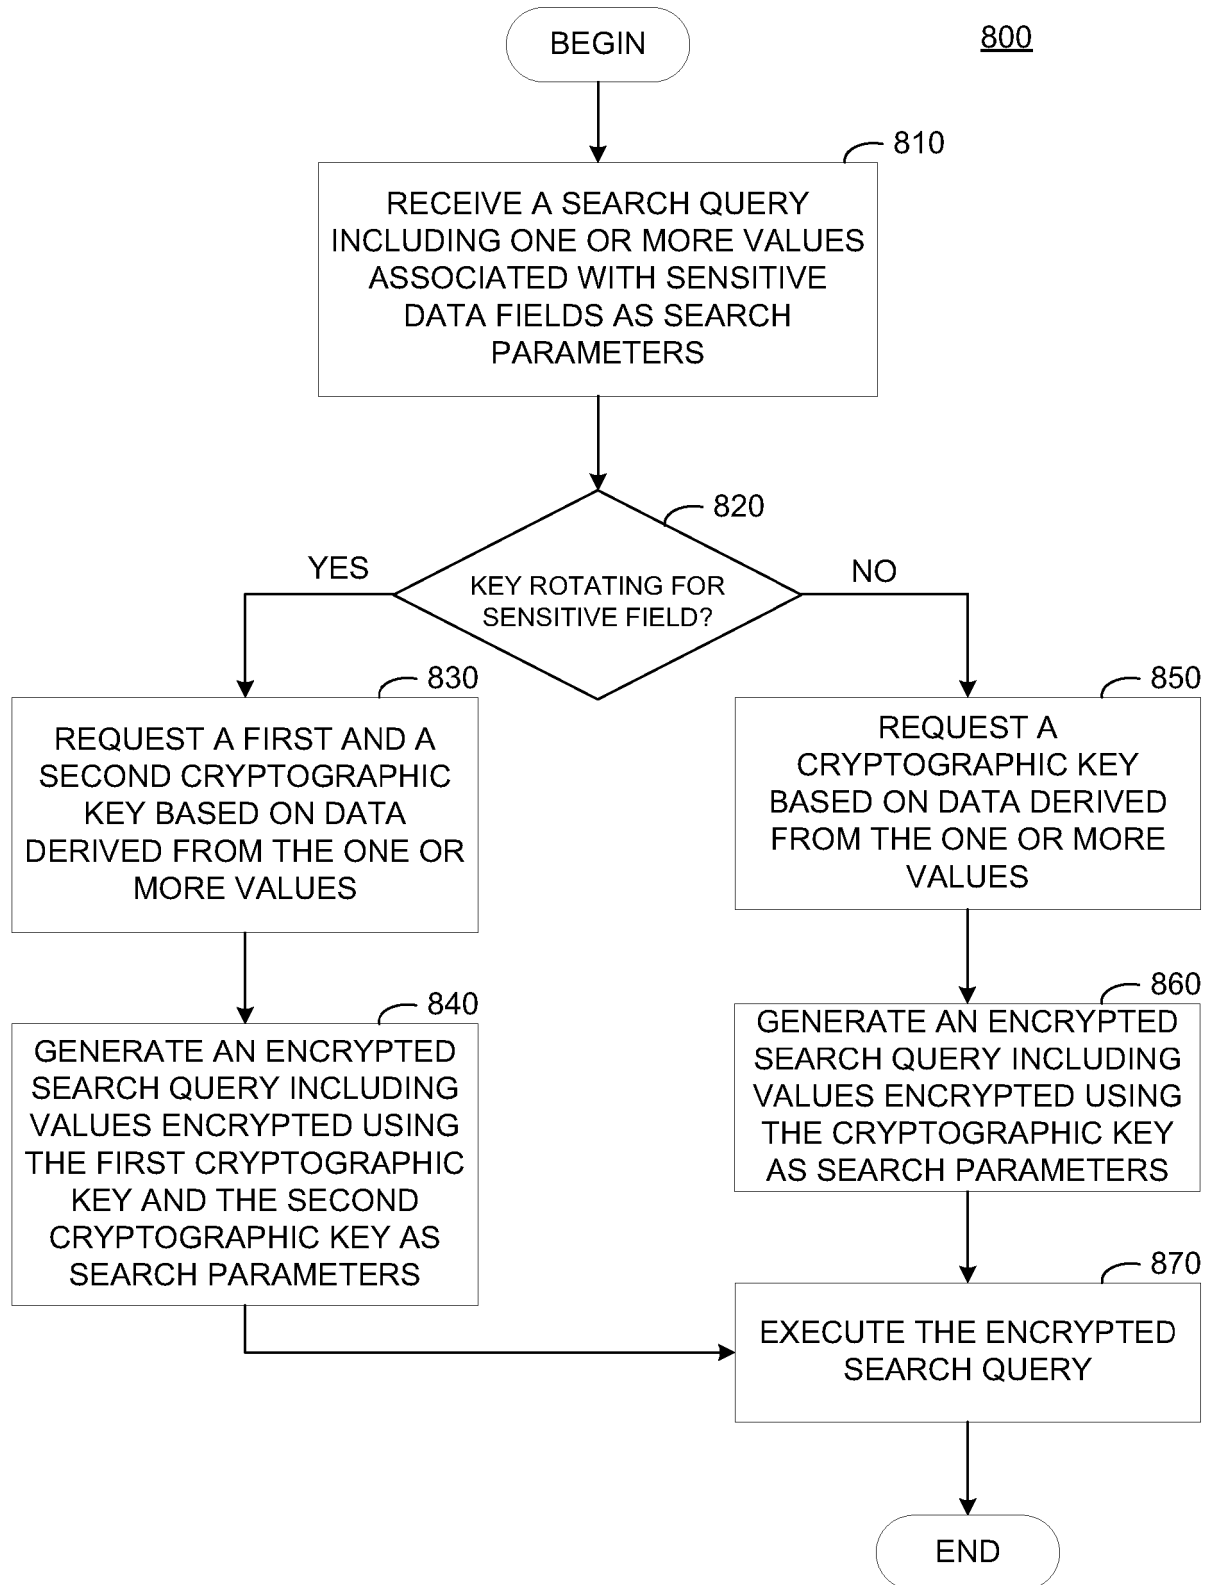 BEGIN
800
810
RECEIVE A SEARCH QUERY
INCLUDING ONE OR MORE VALUES
ASSOCIATED WITH SENSITIVE
DATA FIELDS AS SEARCH
PARAMETERS
820
KEY ROTATING FOR
SENSITIVE FIELD?
YES
NO
830
REQUEST A FIRST AND A
SECOND CRYPTOGRAPHIC
KEY BASED ON DATA
DERIVED FROM THE ONE OR
MORE VALUES
840
GENERATE AN ENCRYPTED
SEARCH QUERY INCLUDING
VALUES ENCRYPTED USING
THE FIRST CRYPTOGRAPHIC
KEY AND THE SECOND
CRYPTOGRAPHIC KEY AS
SEARCH PARAMETERS
850
REQUEST A
CRYPTOGRAPHIC KEY
BASED ON DATA DERIVED
FROM THE ONE OR MORE
VALUES
860
GENERATE AN ENCRYPTED
SEARCH QUERY INCLUDING
VALUES ENCRYPTED USING
THE CRYPTOGRAPHIC KEY
AS SEARCH PARAMETERS
870
EXECUTE THE ENCRYPTED
SEARCH QUERY
END